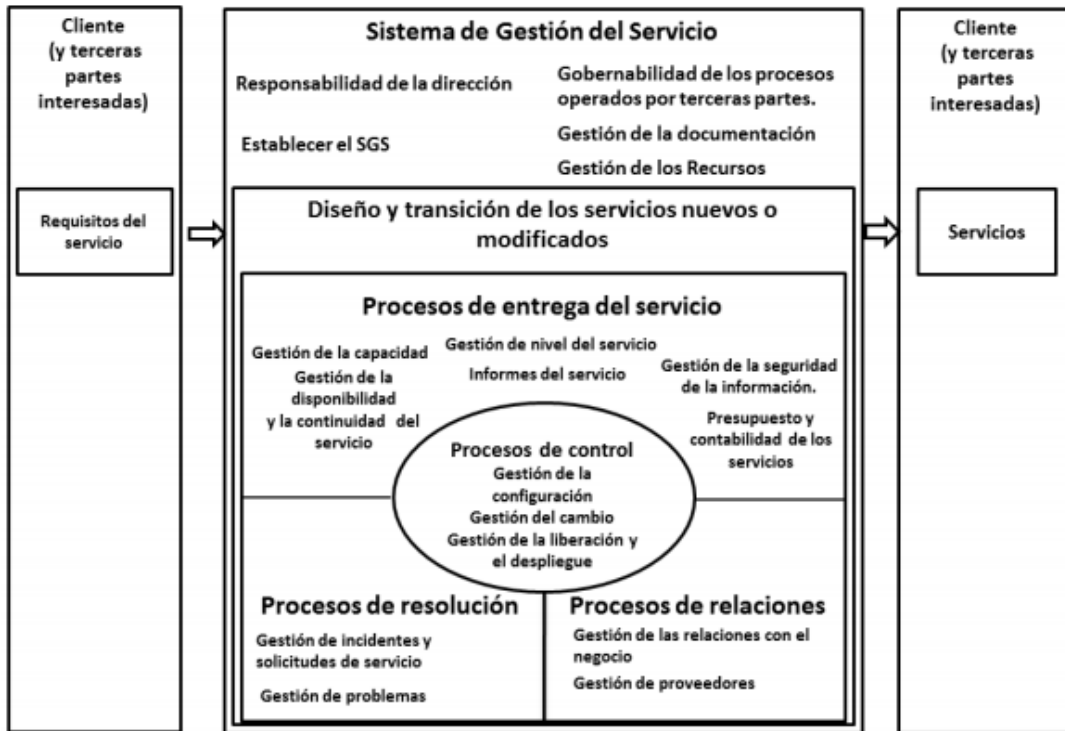 Cliente
(y terceras
partes
interesadas)
Requisitos del
servicio
Sistema de Gestión del Servicio
Responsabilidad de la dirección
Establecer el SGS
Gobernabilidad de los procesos
operados por terceras partes.
Gestión de la documentación
Gestión de los Recursos
Diseño y transición de los servicios nuevos o
modificados
Procesos de entrega del servicio
Gestión de la capacidad
Gestión de la
disponibilidad
y la continuidad del
servicio
Gestión de nivel del servicio
Informes del servicio
Gestión de la seguridad
de la información.
Presupuesto y
contabilidad de los
servicios
Procesos de control
Gestión de la
configuración
Gestión del cambio
Gestión de la liberación y
el despliegue
Procesos de resolución
Gestión de incidentes y
solicitudes de servicio
Gestión de problemas
Procesos de relaciones
Gestión de las relaciones con el
negocio
Gestión de proveedores
Cliente
(y terceras
partes
interesadas)
Servicios